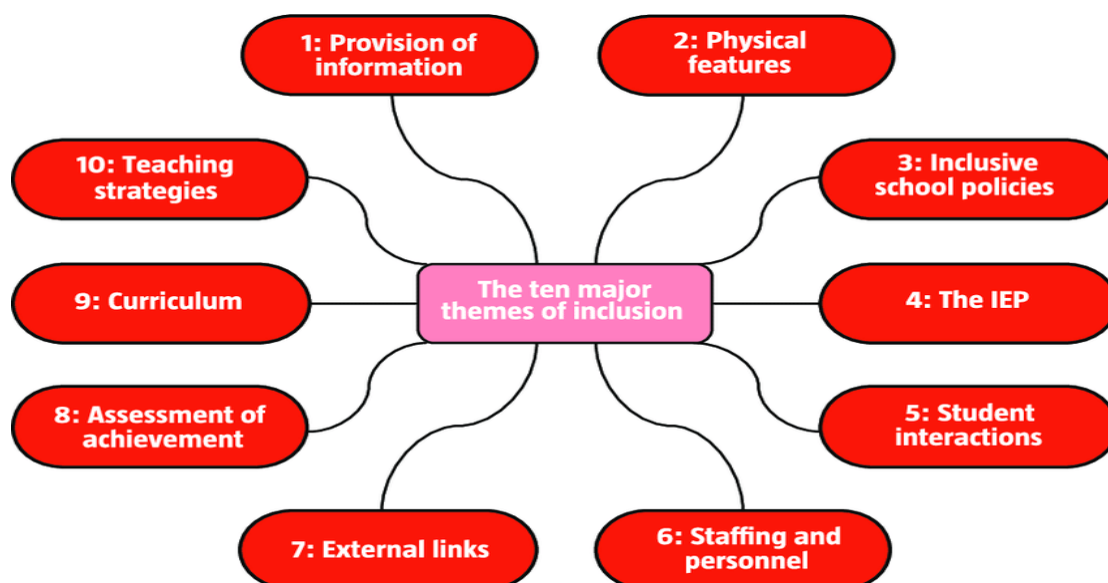 1: Provision of
information
2: Physical
features
3: Inclusive
school policies
4: The IEP
5: Student
interactions
6: Staffing and
personnel
7: External links
8: Assessment of
achievement
9: Curriculum
10: Teaching
strategies
The ten major
themes of inclusion